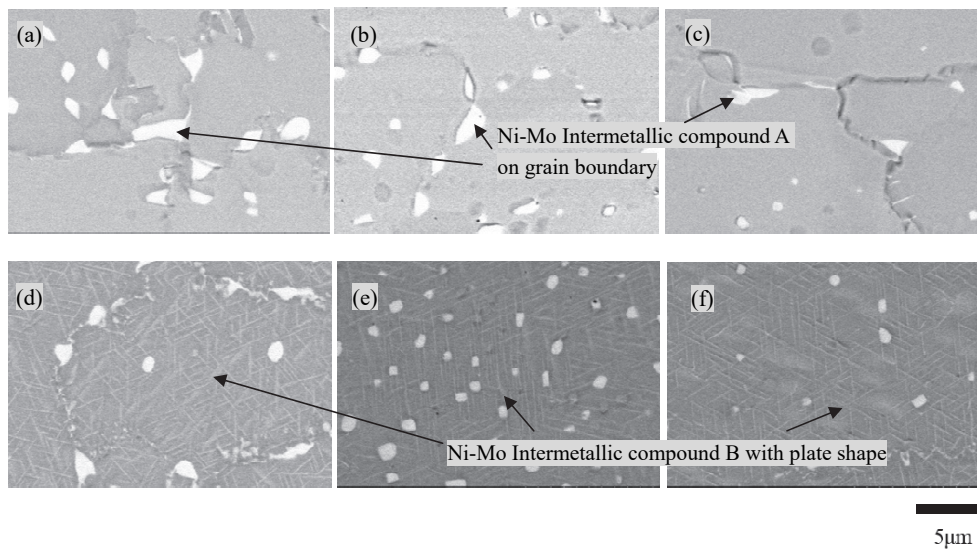 (a)
(b)
(c)
Ni-Mo Intermetallic compound A
on grain boundary
(d)
(e)
(f)
Ni-Mo Intermetallic compound B with plate shape
5μm